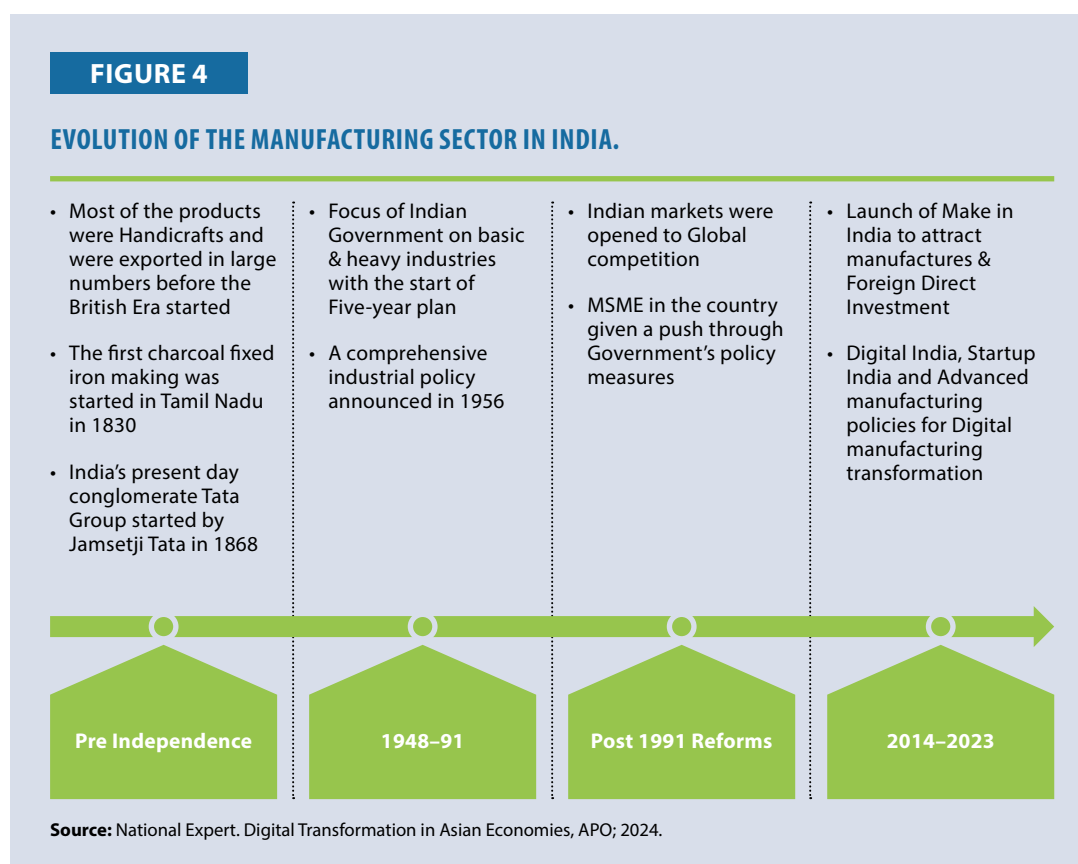 FIGURE 4
EVOLUTION OF THE MANUFACTURING SECTOR IN INDIA.
• Most of the products
were Handicrafts and
were exported in large
numbers before the
British Era started
• The first charcoal fixed
iron making was
started in Tamil Nadu
in 1830
• India's present day
conglomerate Tata
Group started by
Jamsetji Tata in 1868
• Focus of Indian
Government on basic
& heavy industries
with the start of
Five-year plan
• A comprehensive
industrial policy
announced in 1956
• Indian markets were
opened to Global
competition
• MSME in the country
given a push through
Government's policy
measures
• Launch of Make in
India to attract
manufactures &
Foreign Direct
Investment
• Digital India, Startup
India and Advanced
manufacturing
policies for Digital
manufacturing
transformation
Pre Independence
1948–91
Post 1991 Reforms
2014–2023
Source: National Expert. Digital Transformation in Asian Economies, APO; 2024.